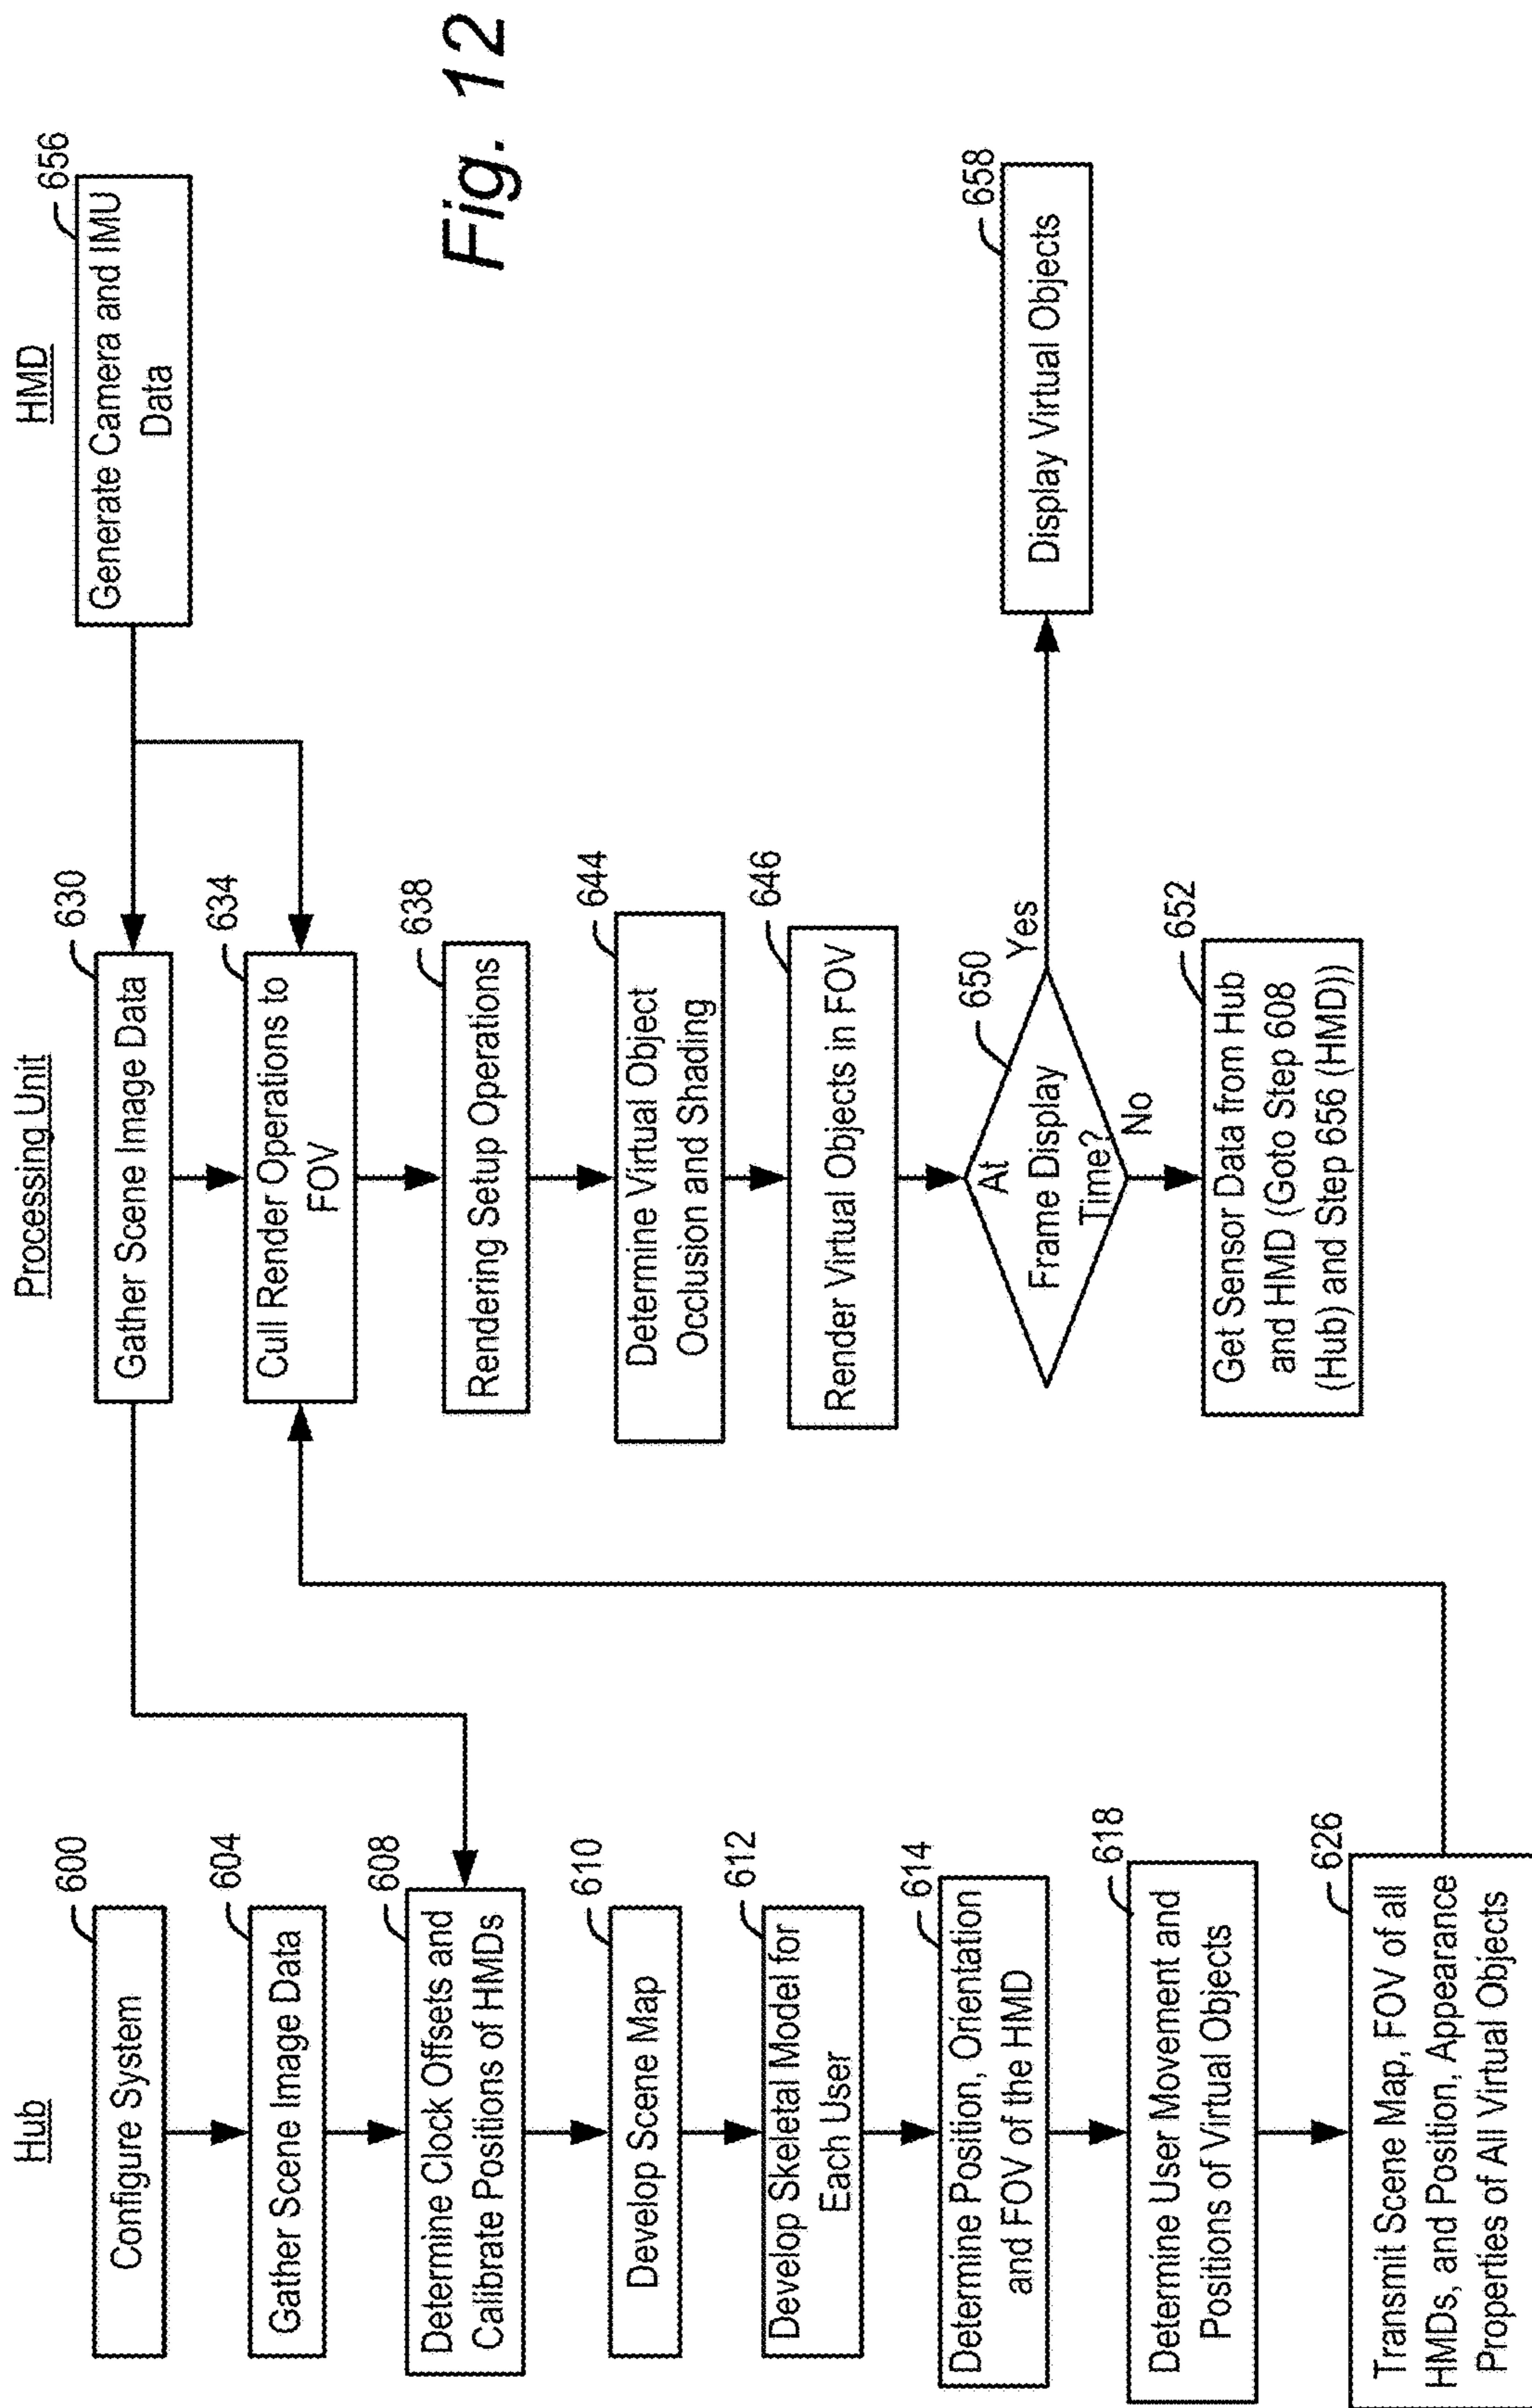 Hub
600
Configure System
604
Gather Scene Image Data
608
Determine Clock Offsets and
Calibrate Positions of HMDs
610
Develop Scene Map
612
Develop Skeletal Model for
Each User
614
Determine Position, Orientation
and FOV of the HMD
618
Determine User Movement and
Positions of Virtual Objects
626
Transmit Scene Map, FOV of all
HMDs, and Position, Appearance
Properties of All Virtual Objects
Processing Unit
630
Gather Scene Image Data
634
Cull Render Operations to
FOV
638
Rendering Setup Operations
644
Determine Virtual Object
Occlusion and Shading
646
Render Virtual Objects in FOV
650
At
Frame Display
Time?
Yes
No
652
Get Sensor Data from Hub
and HMD (Goto Step 608
(Hub) and Step 656 (HMD))
HMD
656
Generate Camera and IMU
Data
658
Display Virtual Objects
Fig. 12